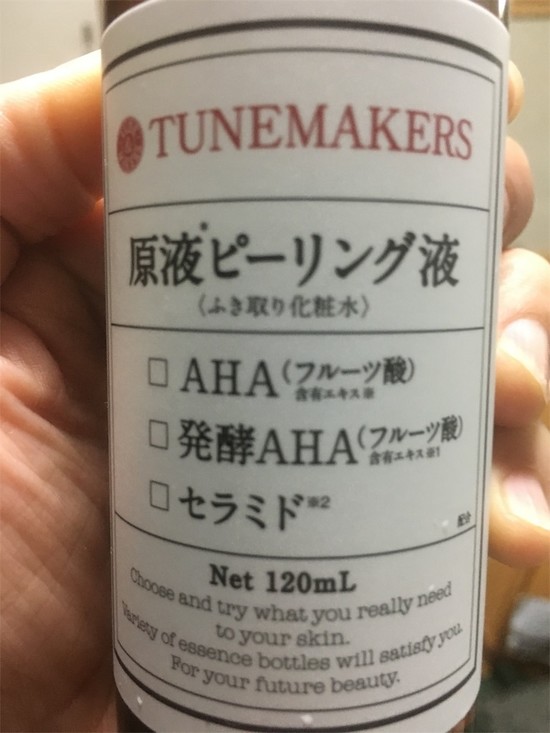 TUNEMAKERS
原液*ピーリング液
〈ふき取り化粧水〉
□ AHA(フルーツ酸)
含有エキス※
□ 発酵AHA(フルーツ酸)
含有エキス※1
□ セラミド※2
配合
Net 120mL
Choose and try what you really need
to your skin.
Variety of essence bottles will satisfy you.
For your future beauty.